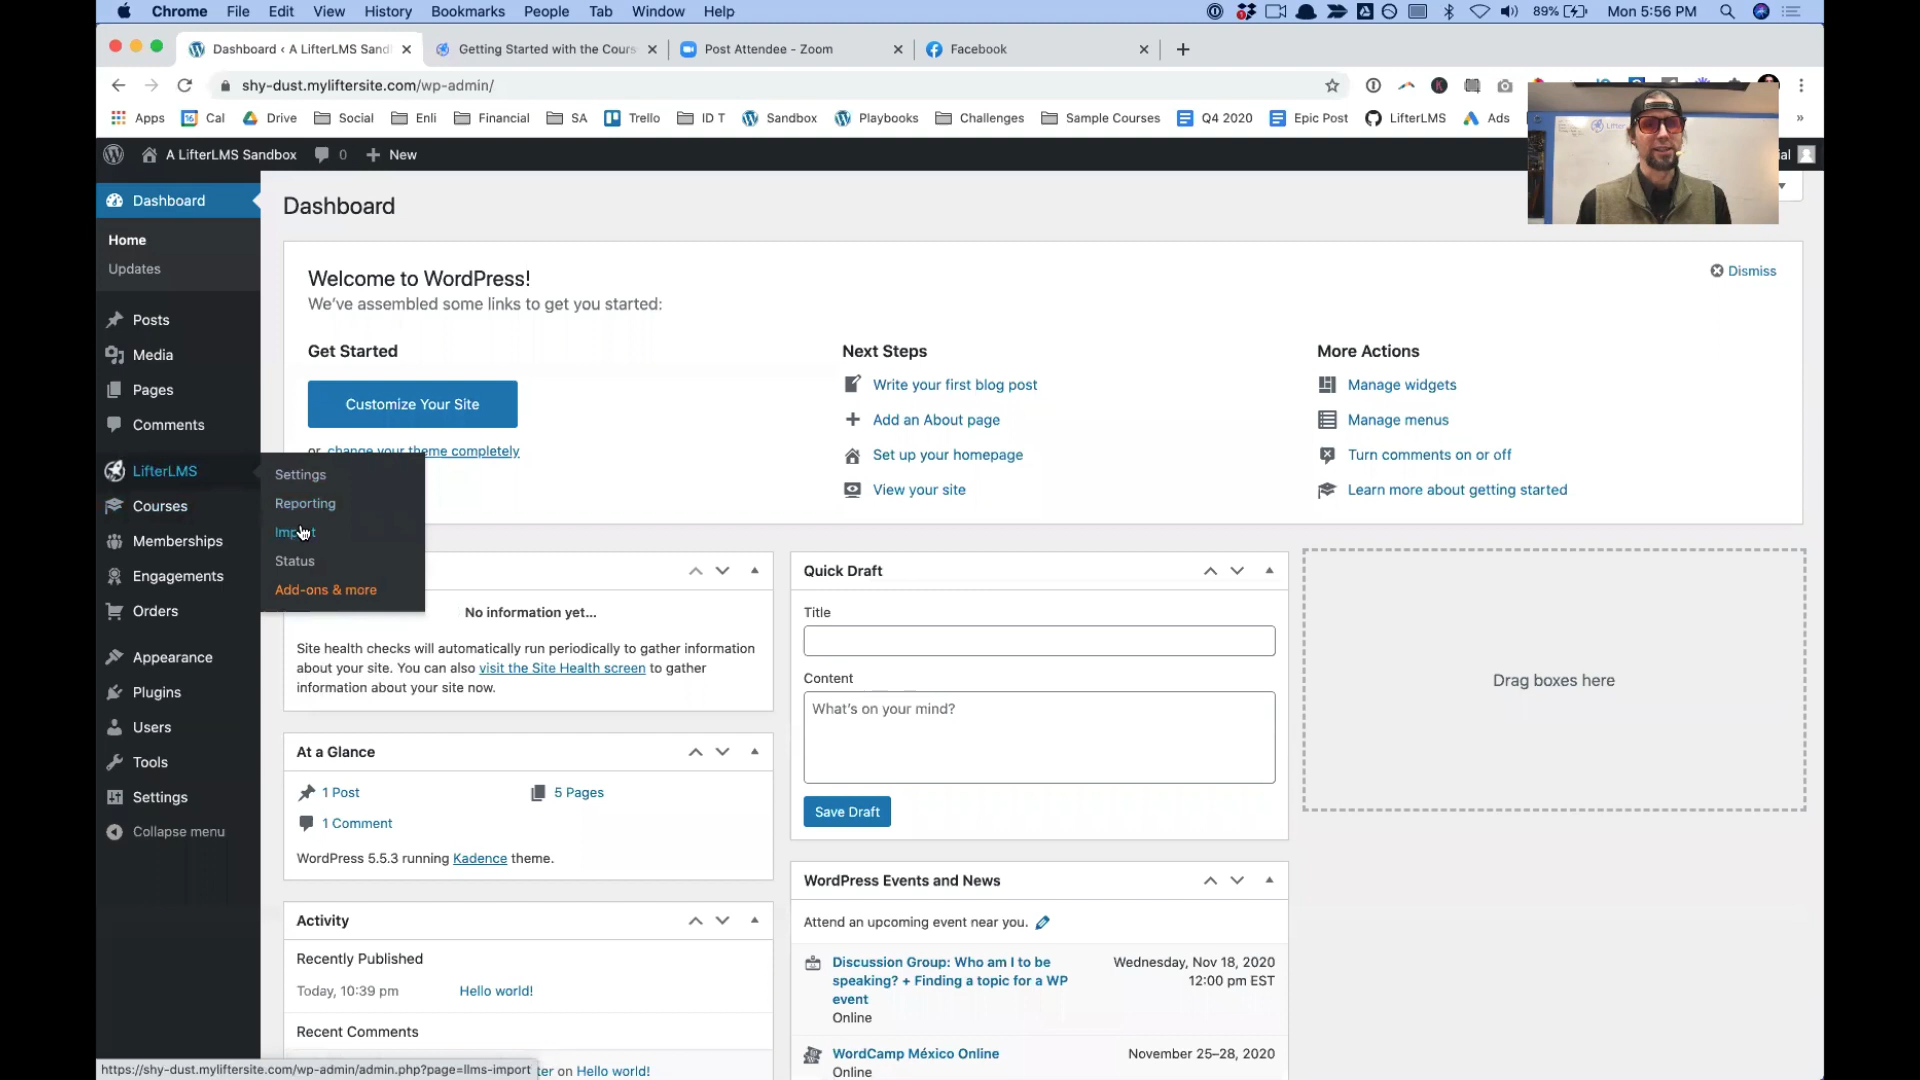 Chrome File Edit View History Bookmarks People Tab Window Help 89% Mon 5:56 PM
Dashboard ‹ A LifterLMS Sand Getting Started with the Cours Post Attendee - Zoom Facebook
shy-dust.myliftersite.com/wp-admin/
Apps Cal Drive Social Enli Financial SA Trello ID T Sandbox Playbooks Challenges Sample Courses Q4 2020 Epic Post LifterLMS Ads »
A LifterLMS Sandbox 0 New
Dashboard
Home
Updates
Posts
Media
Pages
Comments
LifterLMS
Courses
Memberships
Engagements
Orders
Appearance
Plugins
Users
Tools
Settings
Collapse menu
Settings
Reporting
Import
Status
Add-ons & more
Dashboard
Welcome to WordPress!
Dismiss
We've assembled some links to get you started:
Get Started
Customize Your Site
or change your theme completely
Next Steps
Write your first blog post
Add an About page
Set up your homepage
View your site
More Actions
Manage widgets
Manage menus
Turn comments on or off
Learn more about getting started
No information yet...
Site health checks will automatically run periodically to gather information
about your site. You can also visit the Site Health screen to gather
information about your site now.
At a Glance
1 Post 5 Pages
1 Comment
WordPress 5.5.3 running Kadence theme.
Activity
Recently Published
Today, 10:39 pm Hello world!
Recent Comments
on Hello world!
Quick Draft
Title
Content
What's on your mind?
Save Draft
WordPress Events and News
Attend an upcoming event near you.
Discussion Group: Who am I to be Wednesday, Nov 18, 2020
speaking? + Finding a topic for a WP 12:00 pm EST
event
Online
WordCamp México Online November 25–28, 2020
Online
Drag boxes here
https://shy-dust.myliftersite.com/wp-admin/admin.php?page=llms-import